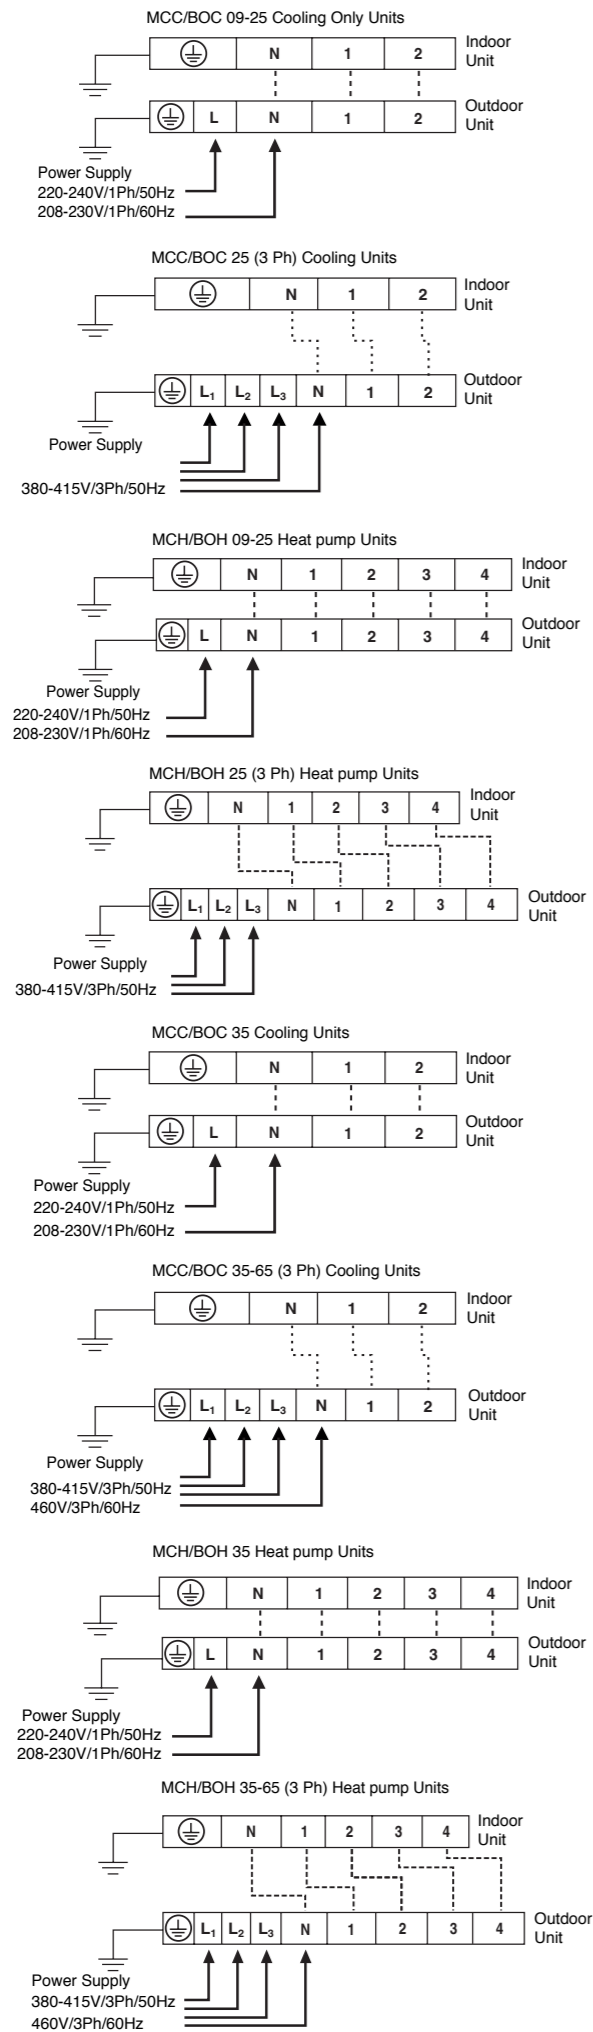 MCC/BOC 09-25 Cooling Only Units
N 1 2 Indoor
Unit
L N 1 2 Outdoor
Unit
Power Supply
220-240V/1Ph/50Hz
208-230V/1Ph/60Hz
MCC/BOC 25 (3 Ph) Cooling Units
N 1 2 Indoor
Unit
L₁ L₂ L₃ N 1 2 Outdoor
Unit
Power Supply
380-415V/3Ph/50Hz
MCH/BOH 09-25 Heat pump Units
N 1 2 3 4 Indoor
Unit
L N 1 2 3 4 Outdoor
Unit
Power Supply
220-240V/1Ph/50Hz
208-230V/1Ph/60Hz
MCH/BOH 25 (3 Ph) Heat pump Units
N 1 2 3 4 Indoor
Unit
L₁ L₂ L₃ N 1 2 3 4 Outdoor
Unit
Power Supply
380-415V/3Ph/50Hz
MCC/BOC 35 Cooling Units
N 1 2 Indoor
Unit
L N 1 2 Outdoor
Unit
Power Supply
220-240V/1Ph/50Hz
208-230V/1Ph/60Hz
MCC/BOC 35-65 (3 Ph) Cooling Units
N 1 2 Indoor
Unit
L₁ L₂ L₃ N 1 2 Outdoor
Unit
Power Supply
380-415V/3Ph/50Hz
460V/3Ph/60Hz
MCH/BOH 35 Heat pump Units
N 1 2 3 4 Indoor
Unit
L N 1 2 3 4 Outdoor
Unit
Power Supply
220-240V/1Ph/50Hz
208-230V/1Ph/60Hz
MCH/BOH 35-65 (3 Ph) Heat pump Units
N 1 2 3 4 Indoor
Unit
L₁ L₂ L₃ N 1 2 3 4 Outdoor
Unit
Power Supply
380-415V/3Ph/50Hz
460V/3Ph/60Hz